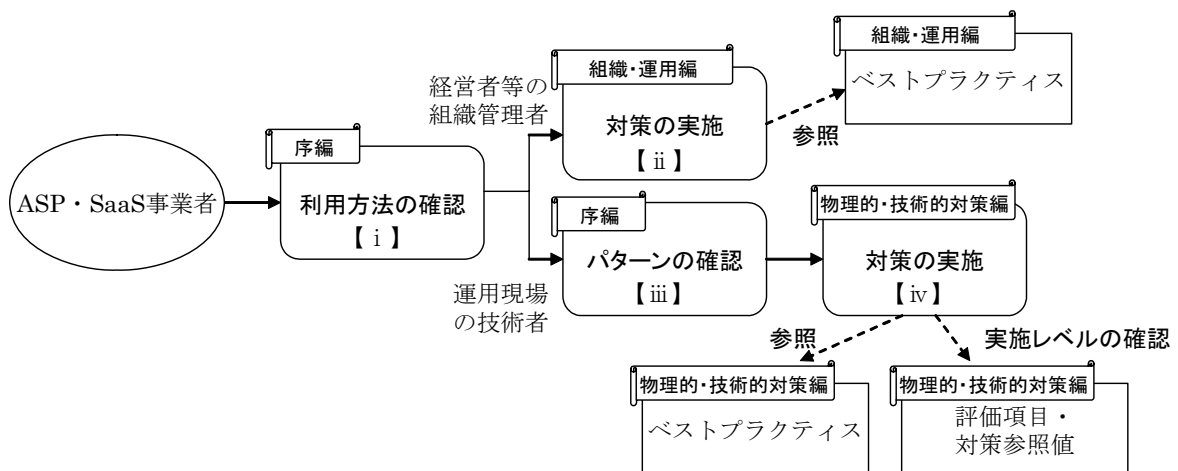 ASP・SaaS事業者
序編
利用方法の確認
【ⅰ】
経営者等の
組織管理者
組織・運用編
対策の実施
【ⅱ】
参照
組織・運用編
ベストプラクティス
運用現場
の技術者
序編
パターンの確認
【ⅲ】
物理的・技術的対策編
対策の実施
【ⅳ】
参照
実施レベルの確認
物理的・技術的対策編
ベストプラクティス
物理的・技術的対策編
評価項目・
対策参照値